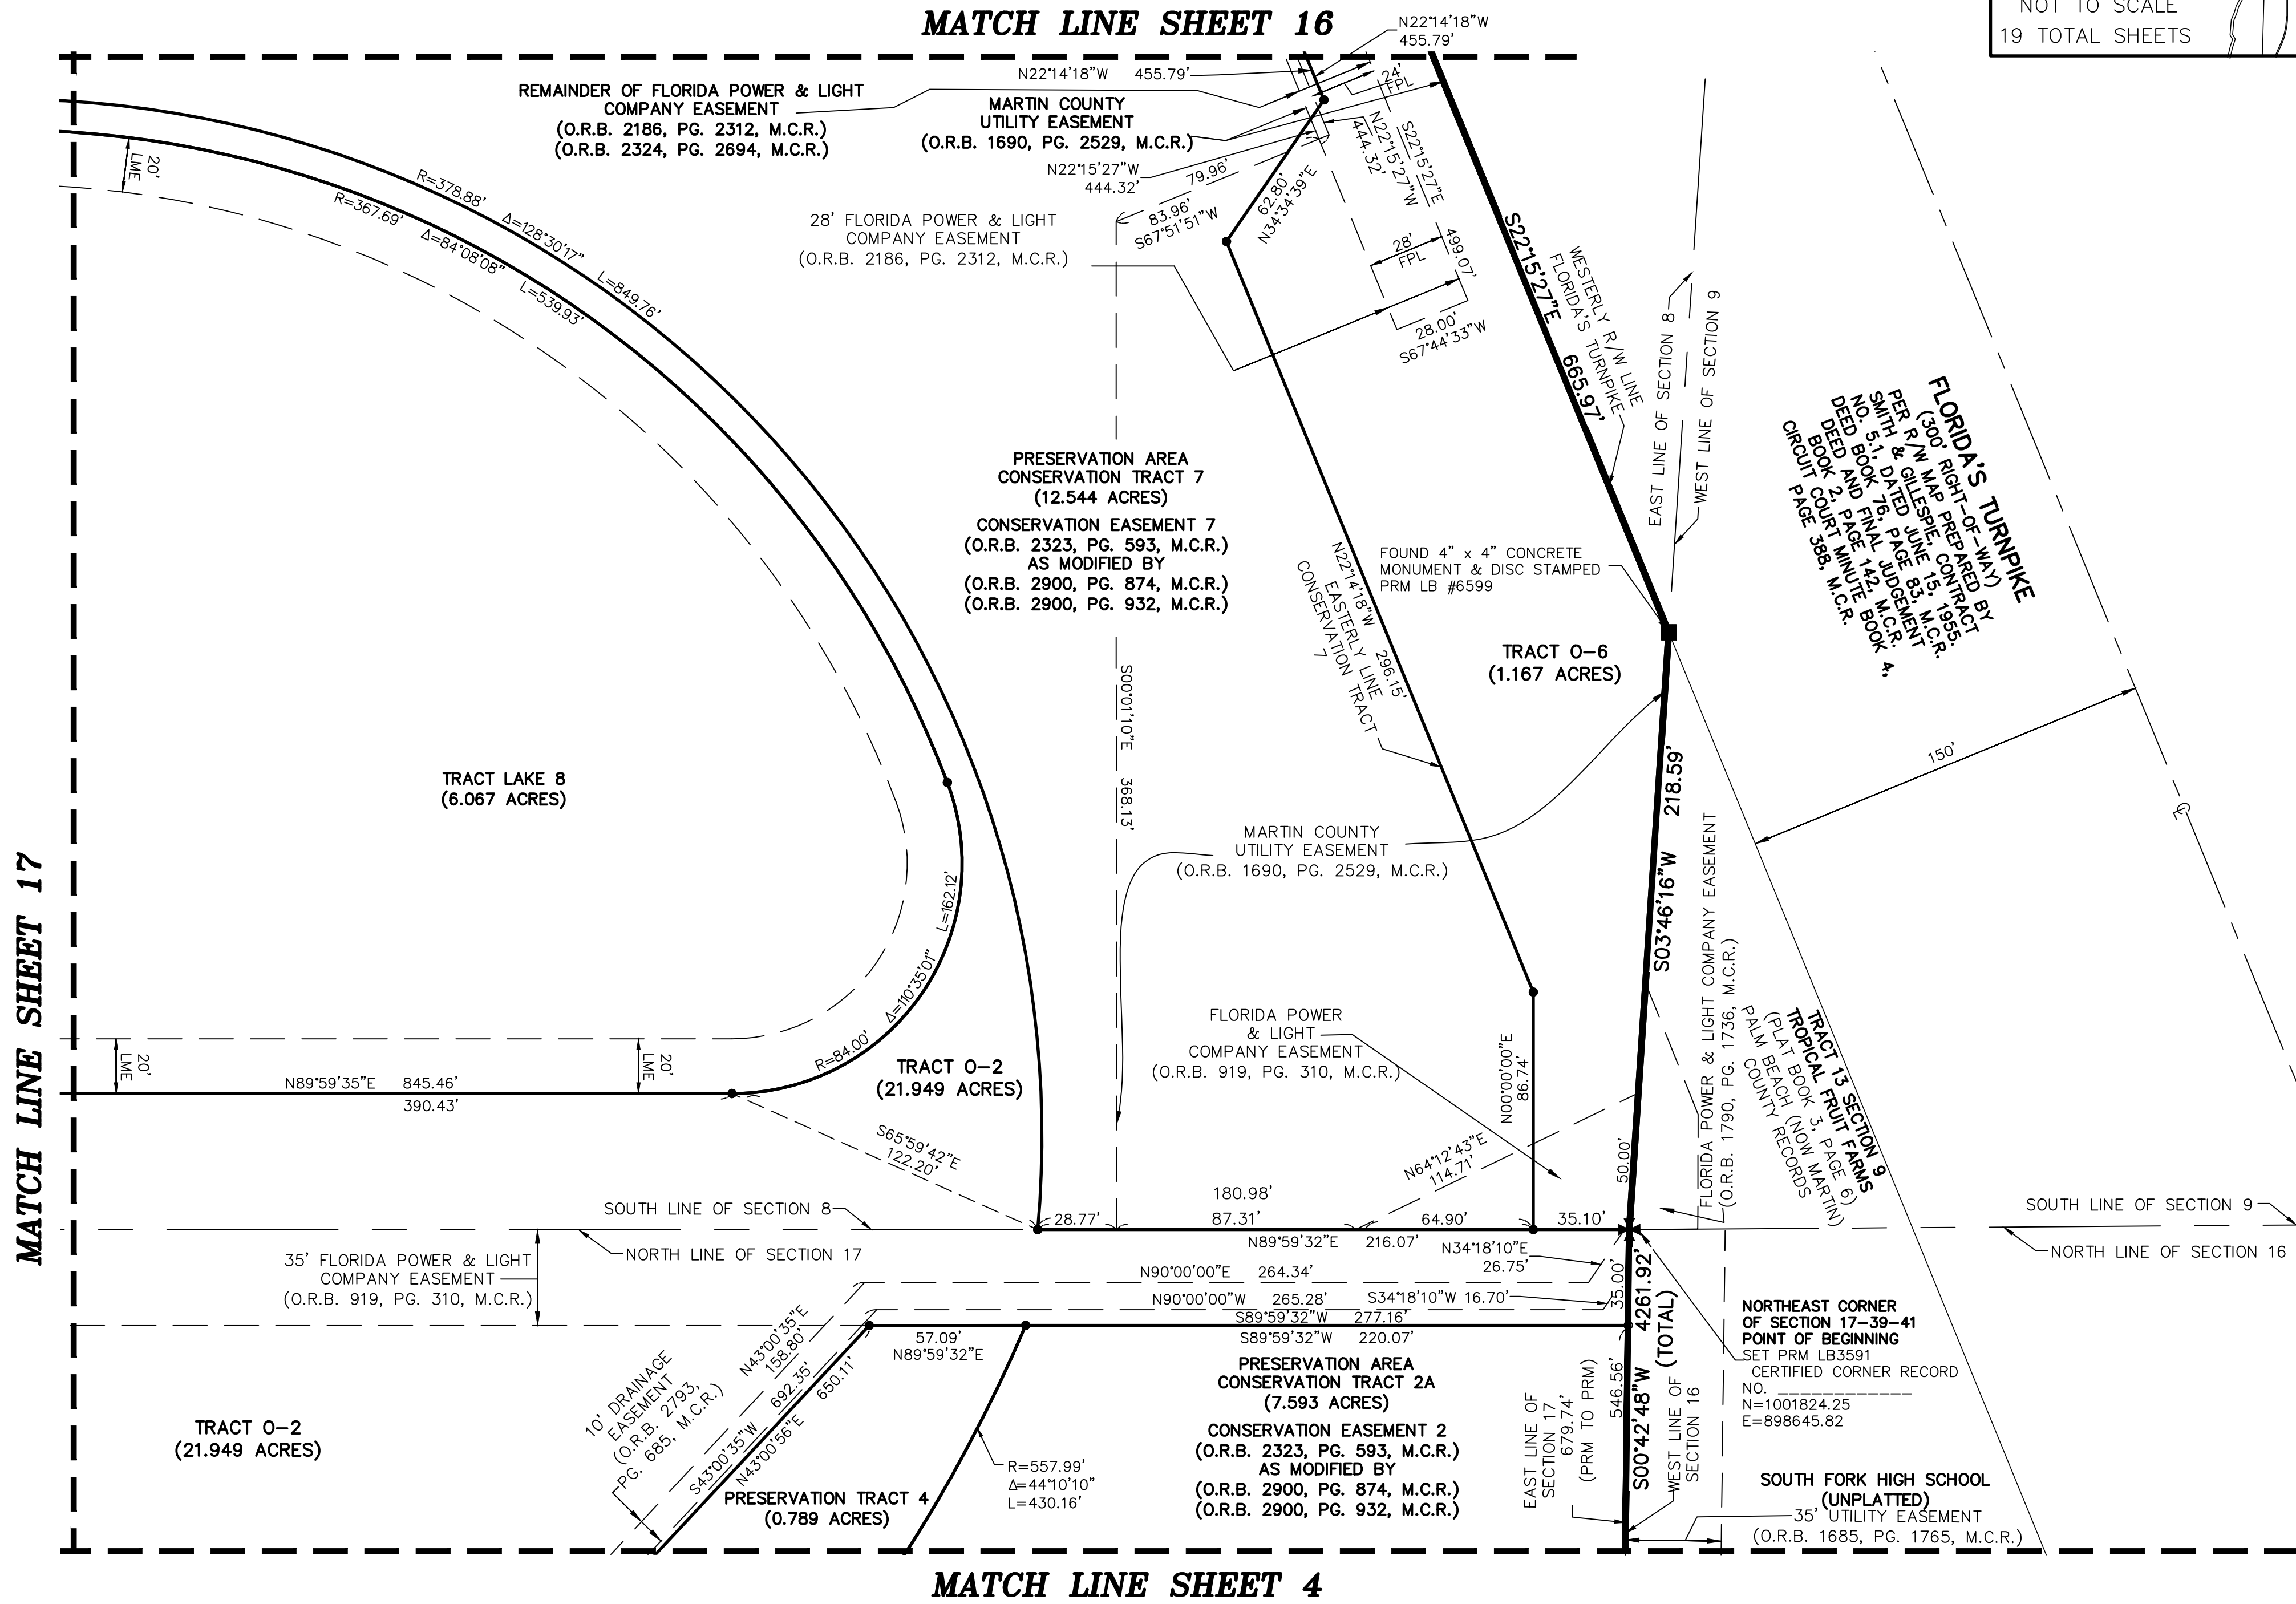 MATCH LINE SHEET 16
NOT TO SCALE
19 TOTAL SHEETS
N22°14'18"W
455.79'
N22°14'18"W 455.79'
24'
FPL
REMAINDER OF FLORIDA POWER & LIGHT
COMPANY EASEMENT
(O.R.B. 2186, PG. 2312, M.C.R.)
(O.R.B. 2324, PG. 2694, M.C.R.)
MARTIN COUNTY
UTILITY EASEMENT
(O.R.B. 1690, PG. 2529, M.C.R.)
N22°15'27"W
444.32'
N22°15'27"W
444.32'
S22°15'27"E
499.07'
79.96'
83.96'
S67°51'51"W
62.80'
N34°34'39"E
20'
LME
R=378.88' Δ=128°30'17" L=849.76'
R=367.69' Δ=84°08'08" L=539.93'
28' FLORIDA POWER & LIGHT
COMPANY EASEMENT
(O.R.B. 2186, PG. 2312, M.C.R.)
28'
FPL
28.00'
S67°44'33"W
S22°15'27"E 665.97'
WESTERLY R/W LINE
FLORIDA'S TURNPIKE
EAST LINE OF SECTION 8
WEST LINE OF SECTION 9
FLORIDA'S TURNPIKE
(300' RIGHT-OF-WAY)
PER R/W MAP PREPARED BY
SMITH & GILLESPIE, CONTRACT
NO. 5.1, DATED JUNE 15, 1955.
DEED BOOK 76, PAGE 83, M.C.R.
DEED AND FINAL JUDGEMENT
BOOK 2, PAGE 142, M.C.R.
CIRCUIT COURT MINUTE BOOK 4,
PAGE 388, M.C.R.
PRESERVATION AREA
CONSERVATION TRACT 7
(12.544 ACRES)
CONSERVATION EASEMENT 7
(O.R.B. 2323, PG. 593, M.C.R.)
AS MODIFIED BY
(O.R.B. 2900, PG. 874, M.C.R.)
(O.R.B. 2900, PG. 932, M.C.R.)
FOUND 4" x 4" CONCRETE
MONUMENT & DISC STAMPED
PRM LB #6599
N22°14'18"W 296.15'
EASTERLY LINE
CONSERVATION TRACT
7
TRACT O-6
(1.167 ACRES)
S00°01'10"E 368.13'
150'
TRACT LAKE 8
(6.067 ACRES)
S03°46'16"W 218.59'
MARTIN COUNTY
UTILITY EASEMENT
(O.R.B. 1690, PG. 2529, M.C.R.)
MATCH LINE SHEET 17
R=84.00' Δ=110°35'01" L=162.12'
FLORIDA POWER
& LIGHT
COMPANY EASEMENT
(O.R.B. 919, PG. 310, M.C.R.)
FLORIDA POWER & LIGHT COMPANY EASEMENT
(O.R.B. 1790, PG. 1736, M.C.R.)
TRACT 13 SECTION 9
TROPICAL FRUIT FARMS
(PLAT BOOK 3, PAGE 6)
PALM BEACH (NOW MARTIN)
COUNTY RECORDS
20'
LME
20'
LME
N89°59'35"E 845.46'
390.43'
TRACT O-2
(21.949 ACRES)
N00°00'00"E
86.74'
S65°59'42"E
122.20'
N64°12'43"E
114.71'
50.00'
180.98'
28.77'
87.31'
64.90'
35.10'
N89°59'32"E 216.07'
SOUTH LINE OF SECTION 8
NORTH LINE OF SECTION 17
SOUTH LINE OF SECTION 9
NORTH LINE OF SECTION 16
35' FLORIDA POWER & LIGHT
COMPANY EASEMENT
(O.R.B. 919, PG. 310, M.C.R.)
N34°18'10"E
26.75'
N90°00'00"E 264.34'
N90°00'00"W 265.28'
S34°18'10"W 16.70'
S89°59'32"W 277.16'
S89°59'32"W 220.07'
35.00'
57.09'
N89°59'32"E
N43°00'35"E
158.80'
S43°00'35"W 692.35'
N43°00'56"E 650.11'
10' DRAINAGE
EASEMENT
(O.R.B. 2793,
PG. 685, M.C.R.)
NORTHEAST CORNER
OF SECTION 17-39-41
POINT OF BEGINNING
SET PRM LB3591
CERTIFIED CORNER RECORD
NO. ____________
N=1001824.25
E=898645.82
PRESERVATION AREA
CONSERVATION TRACT 2A
(7.593 ACRES)
CONSERVATION EASEMENT 2
(O.R.B. 2323, PG. 593, M.C.R.)
AS MODIFIED BY
(O.R.B. 2900, PG. 874, M.C.R.)
(O.R.B. 2900, PG. 932, M.C.R.)
EAST LINE OF
SECTION 17
679.74'
(PRM TO PRM)
546.56'
S00°42'48"W 4261.92'
(TOTAL)
WEST LINE OF
SECTION 16
TRACT O-2
(21.949 ACRES)
R=557.99'
Δ=44°10'10"
L=430.16'
PRESERVATION TRACT 4
(0.789 ACRES)
SOUTH FORK HIGH SCHOOL
(UNPLATTED)
35' UTILITY EASEMENT
(O.R.B. 1685, PG. 1765, M.C.R.)
MATCH LINE SHEET 4